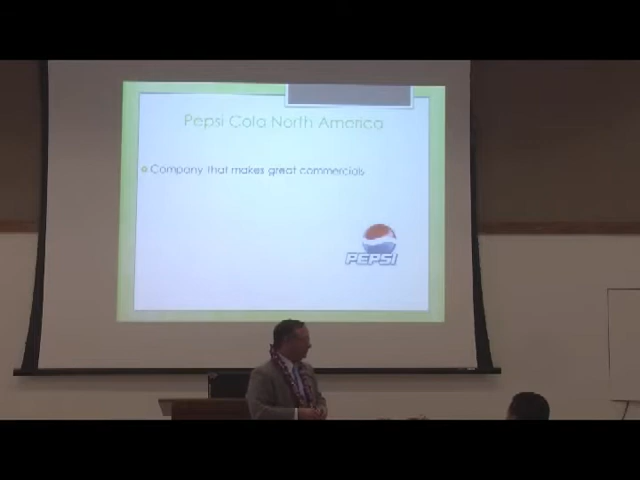 Pepsi Cola North America
Company that makes great commercials
PEPSI